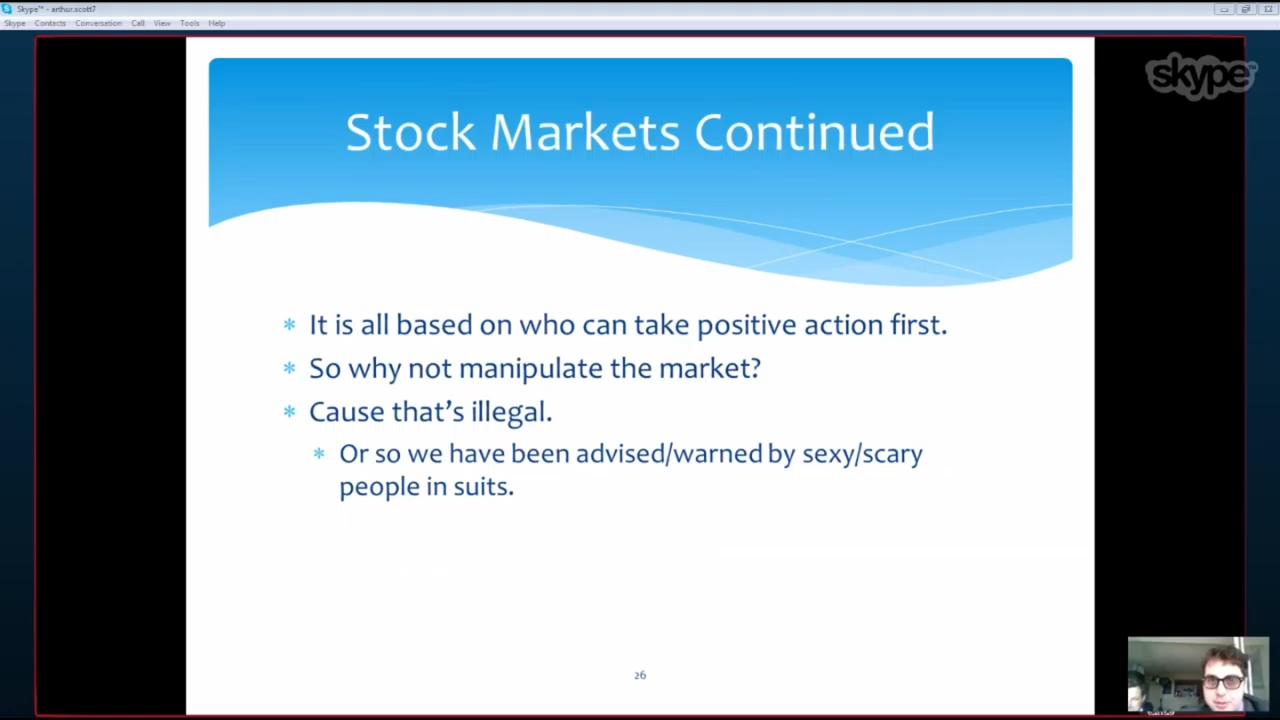 Skype™ - arthur.scott7
Skype Contacts Conversation Call View Tools Help
skype™
Stock Markets Continued
* It is all based on who can take positive action first.
* So why not manipulate the market?
* Cause that's illegal.
* Or so we have been advised/warned by sexy/scary
people in suits.
26